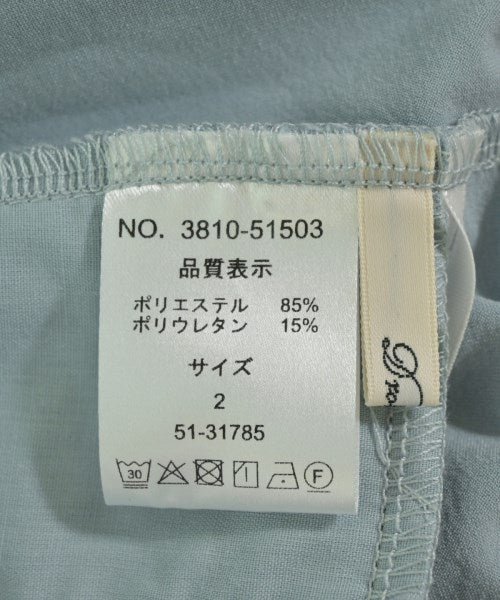 NO. 3810-51503
品質表示
ポリエステル 85%
ポリウレタン 15%
サイズ
2
51-31785
30
F